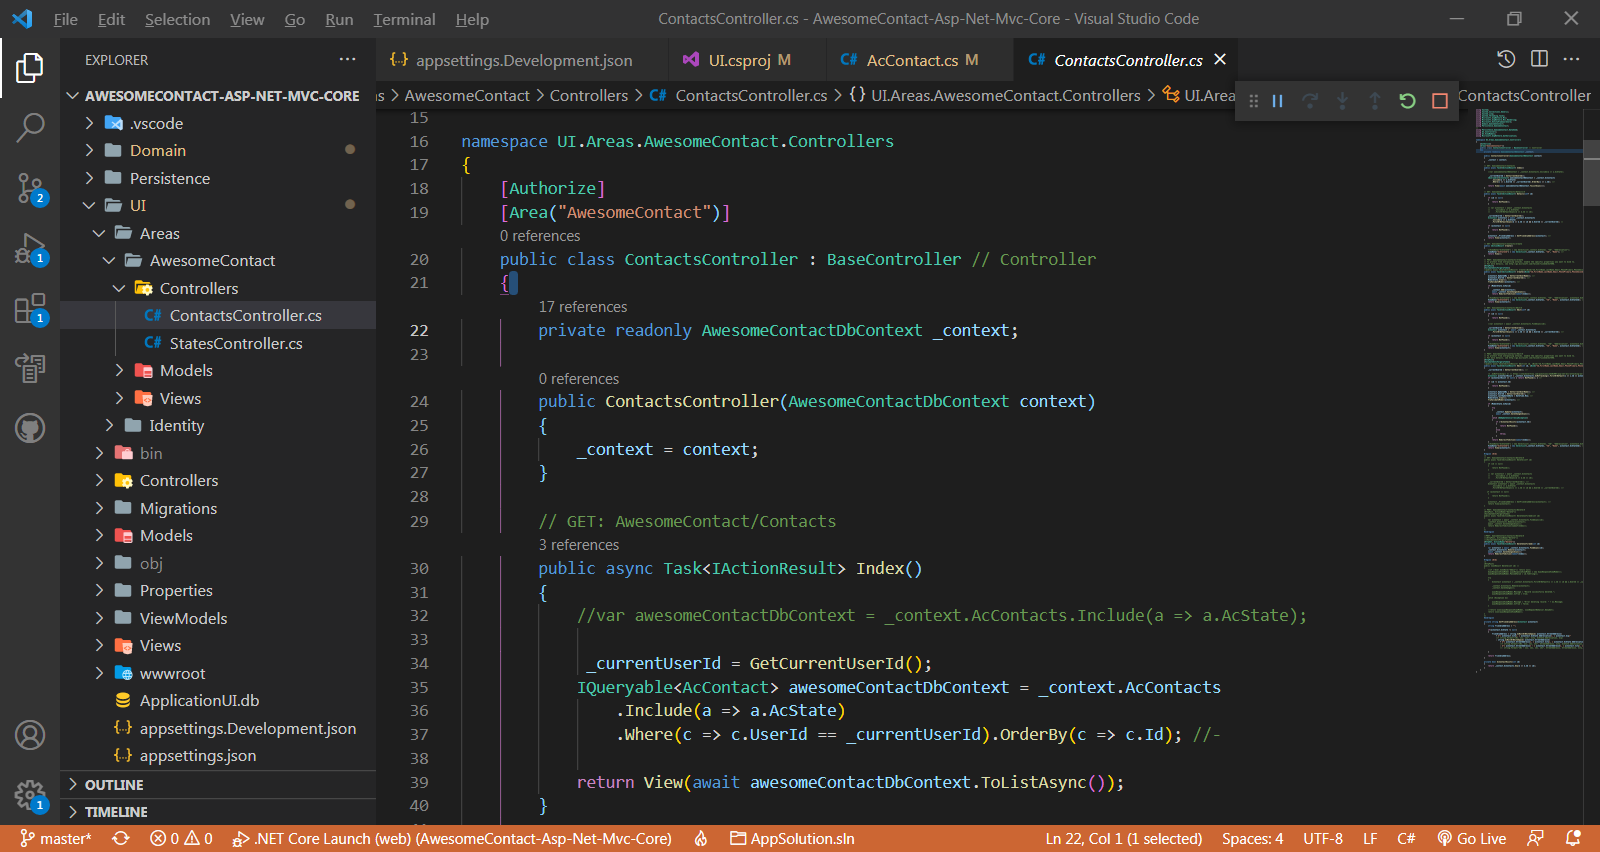 File Edit Selection View Go Run Terminal Help
ContactsController.cs - AwesomeContact-Asp-Net-Mvc-Core - Visual Studio Code
EXPLORER
AWESOMECONTACT-ASP-NET-MVC-CORE
.vscode
Domain
Persistence
UI
Areas
AwesomeContact
Controllers
C# ContactsController.cs
C# StatesController.cs
Models
Views
Identity
bin
Controllers
Migrations
Models
obj
Properties
ViewModels
Views
wwwroot
ApplicationUI.db
{··} appsettings.Development.json
{··} appsettings.json
OUTLINE
TIMELINE
2
1
1
1
{··} appsettings.Development.json
UI.csproj M
C# AcContact.cs M
C# ContactsController.cs
as > AwesomeContact > Controllers > C# ContactsController.cs > {} UI.Areas.AwesomeContact.Controllers > UI.Area
ContactsController
15
16 namespace UI.Areas.AwesomeContact.Controllers
17 {
18 [Authorize]
19 [Area("AwesomeContact")]
0 references
20 public class ContactsController : BaseController // Controller
21 {
17 references
22 private readonly AwesomeContactDbContext _context;
23
0 references
24 public ContactsController(AwesomeContactDbContext context)
25 {
26 _context = context;
27 }
28
29 // GET: AwesomeContact/Contacts
3 references
30 public async Task<IActionResult> Index()
31 {
32 //var awesomeContactDbContext = _context.AcContacts.Include(a => a.AcState);
33
34 _currentUserId = GetCurrentUserId();
35 IQueryable<AcContact> awesomeContactDbContext = _context.AcContacts
36 .Include(a => a.AcState)
37 .Where(c => c.UserId == _currentUserId).OrderBy(c => c.Id); //-
38
39 return View(await awesomeContactDbContext.ToListAsync());
40 }
master* 0 0 .NET Core Launch (web) (AwesomeContact-Asp-Net-Mvc-Core) AppSolution.sln
Ln 22, Col 1 (1 selected) Spaces: 4 UTF-8 LF C# Go Live